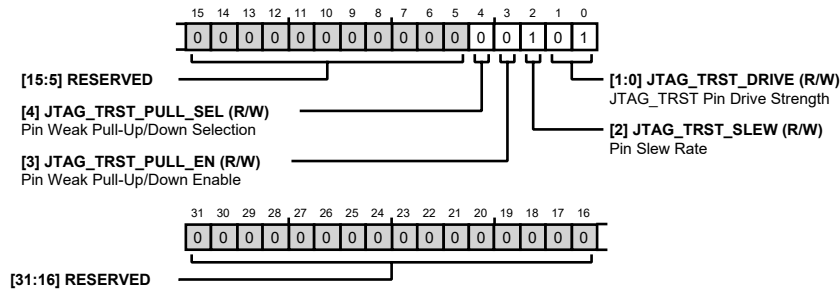 15 14 13 12 11 10 9 8 7 6 5 4 3 2 1 0
0 0 0 0 0 0 0 0 0 0 0 0 0 1 0 1
[15:5] RESERVED
[1:0] JTAG_TRST_DRIVE (R/W)
JTAG_TRST Pin Drive Strength
[4] JTAG_TRST_PULL_SEL (R/W)
Pin Weak Pull-Up/Down Selection
[2] JTAG_TRST_SLEW (R/W)
Pin Slew Rate
[3] JTAG_TRST_PULL_EN (R/W)
Pin Weak Pull-Up/Down Enable
31 30 29 28 27 26 25 24 23 22 21 20 19 18 17 16
0 0 0 0 0 0 0 0 0 0 0 0 0 0 0 0
[31:16] RESERVED